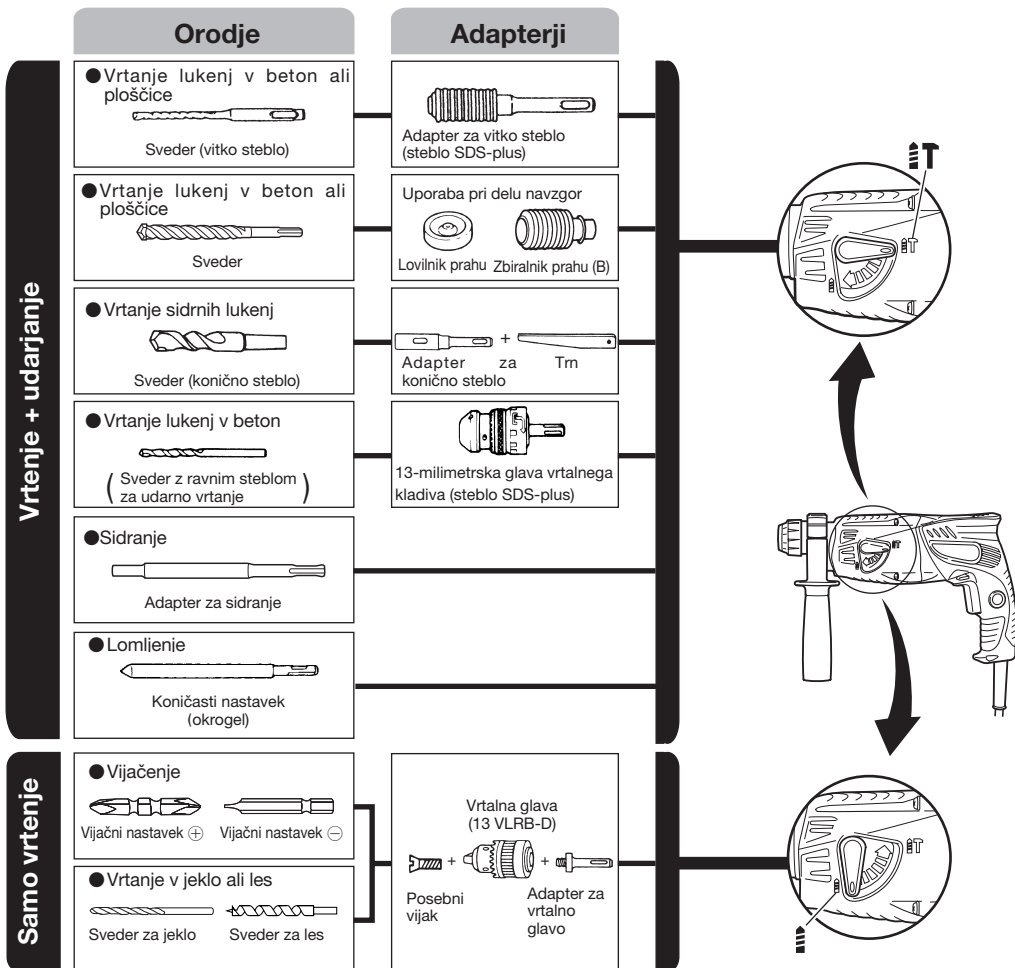 Orodje
Adapterji
Vrtenje + udarjanje
● Vrtanje lukenj v beton ali
ploščice
Sveder (vitko steblo)
Adapter za vitko steblo
(steblo SDS-plus)
● Vrtanje lukenj v beton ali
ploščice
Sveder
Uporaba pri delu navzgor
Lovilnik prahu Zbiralnik prahu (B)
● Vrtanje sidrnih lukenj
Sveder (konično steblo)
+
Adapter za
konično steblo
Trn
● Vrtanje lukenj v beton
( Sveder z ravnim steblom
za udarno vrtanje )
13-milimetrska glava vrtalnega
kladiva (steblo SDS-plus)
● Sidranje
Adapter za sidranje
● Lomljenje
Koničasti nastavek
(okrogel)
Samo vrtenje
● Vijačenje
Vijačni nastavek ⊕ Vijačni nastavek ⊖
● Vrtanje v jeklo ali les
Sveder za jeklo Sveder za les
Vrtalna glava
(13 VLRB-D)
+ +
Posebni
vijak
Adapter za
vrtalno
glavo